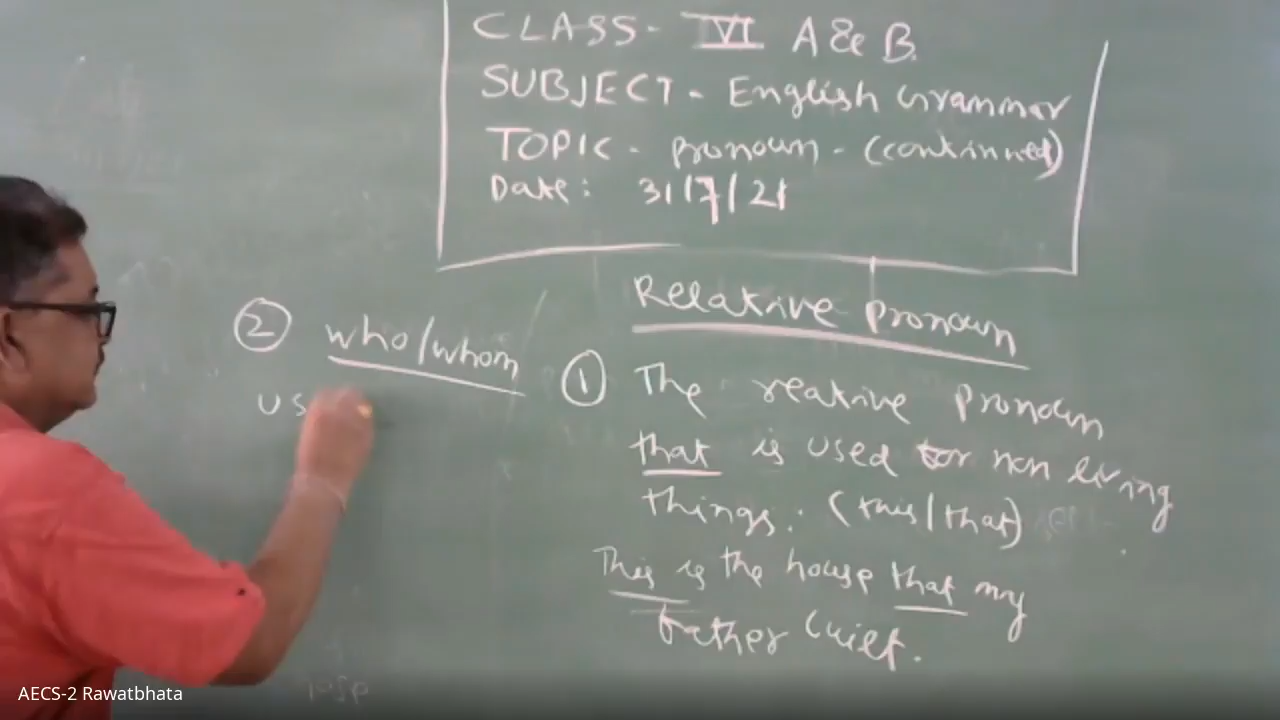 CLASS - VI A & B.
SUBJECT - English Grammar
TOPIC - pronoun - (continued)
Date: 31/7/21
Relative pronoun
① The reative pronoun
that is used for non living
things. (this/that)
This is the house that my
father built.
② who/whom
us
AECS-2 Rawatbhata